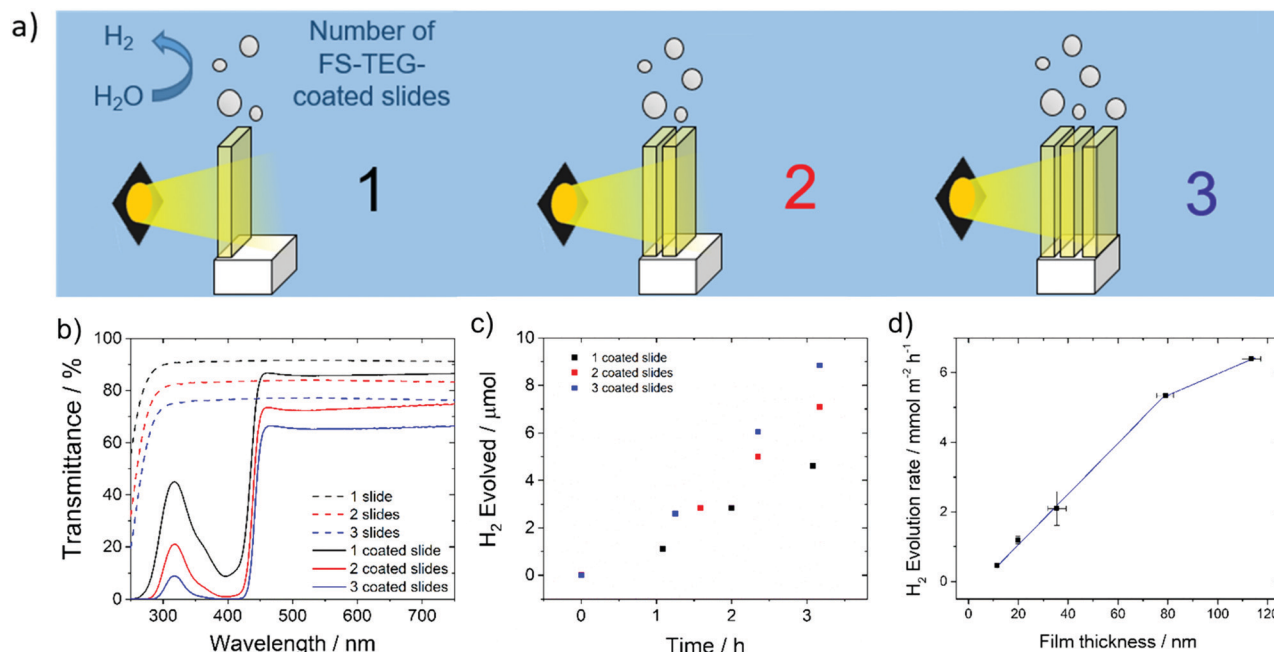 a)
H2
H2O
Number of
FS-TEG-
coated slides
1
2
3
b)
100
80
60
40
20
0
Transmittance / %
1 slide
2 slides
3 slides
1 coated slide
2 coated slides
3 coated slides
300 400 500 600 700
Wavelength / nm
c)
10
8
6
4
2
0
H2 Evolved / μmol
1 coated slide
2 coated slides
3 coated slides
0 1 2 3
Time / h
d)
6
4
2
0
H2 Evolution rate / mmol m-2 h-1
0 20 40 60 80 100 120
Film thickness / nm